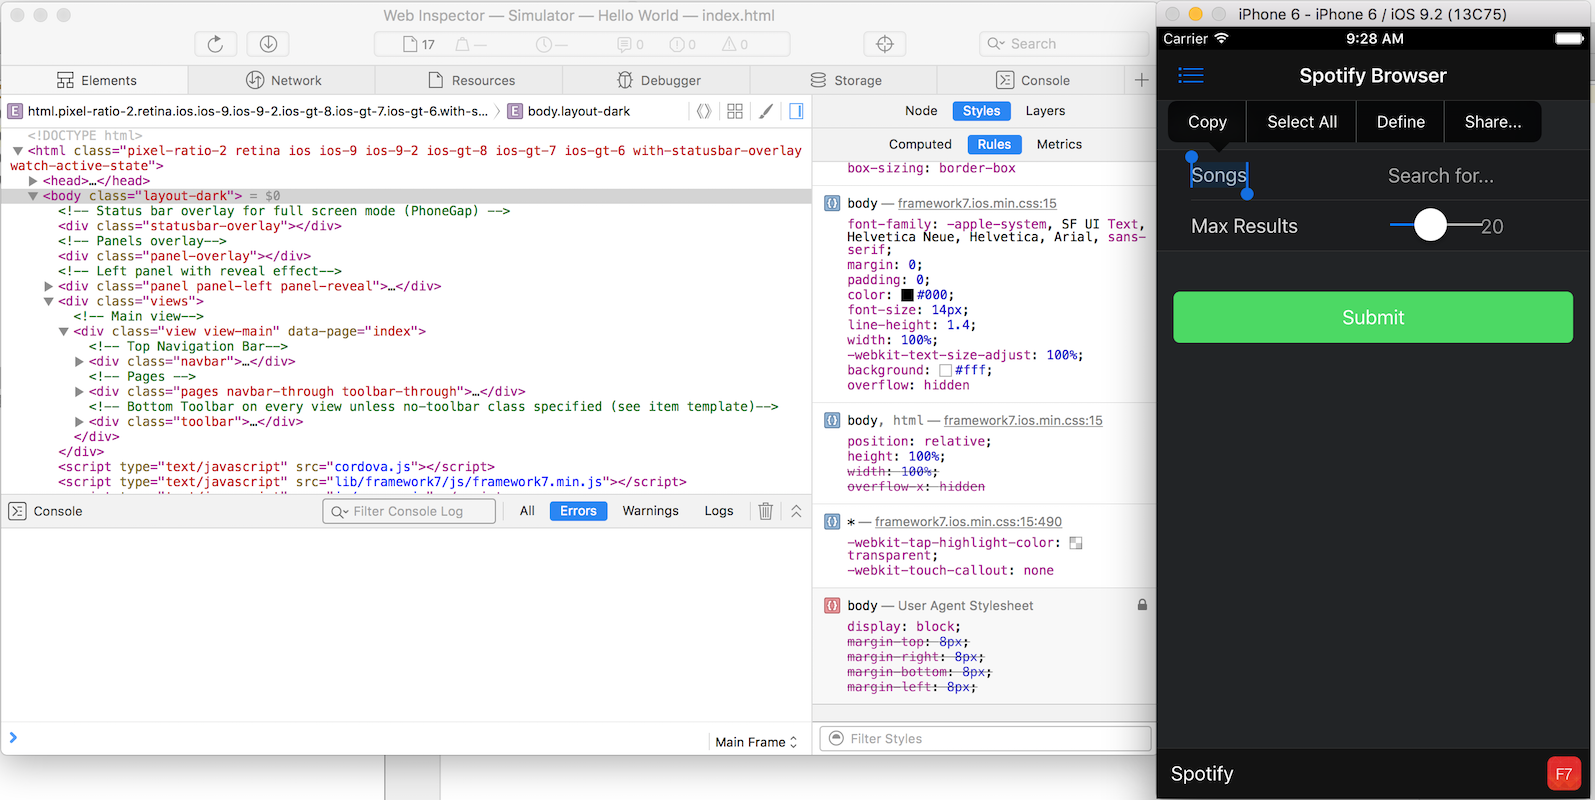 Web Inspector — Simulator — Hello World — index.html
17
—
—
0
0
0
Search
Elements
Network
Resources
Debugger
Storage
Console
+
E html.pixel-ratio-2.retina.ios.ios-9.ios-9-2.ios-gt-8.ios-gt-7.ios-gt-6.with-s... 〉 E body.layout-dark
<!DOCTYPE html>
<html class="pixel-ratio-2 retina ios ios-9 ios-9-2 ios-gt-8 ios-gt-7 ios-gt-6 with-statusbar-overlay
watch-active-state">
<head>…</head>
<body class="layout-dark"> = $0
<!-- Status bar overlay for full screen mode (PhoneGap) -->
<div class="statusbar-overlay"></div>
<!-- Panels overlay-->
<div class="panel-overlay"></div>
<!-- Left panel with reveal effect-->
<div class="panel panel-left panel-reveal">…</div>
<div class="views">
<!-- Main view-->
<div class="view view-main" data-page="index">
<!-- Top Navigation Bar-->
<div class="navbar">…</div>
<!-- Pages -->
<div class="pages navbar-through toolbar-through">…</div>
<!-- Bottom Toolbar on every view unless no-toolbar class specified (see item template)-->
<div class="toolbar">…</div>
</div>
</div>
<script type="text/javascript" src="cordova.js"></script>
<script type="text/javascript" src="lib/framework7/js/framework7.min.js"></script>
Console
Filter Console Log
All
Errors
Warnings
Logs
Main Frame
Node
Styles
Layers
Computed
Rules
Metrics
box-sizing: border-box
body — framework7.ios.min.css:15
font-family: -apple-system, SF UI Text,
Helvetica Neue, Helvetica, Arial, sans-
serif;
margin: 0;
padding: 0;
color: #000;
font-size: 14px;
line-height: 1.4;
width: 100%;
-webkit-text-size-adjust: 100%;
background: #fff;
overflow: hidden
body, html — framework7.ios.min.css:15
position: relative;
height: 100%;
width: 100%;
overflow-x: hidden
* — framework7.ios.min.css:15:490
-webkit-tap-highlight-color:
transparent;
-webkit-touch-callout: none
body — User Agent Stylesheet
display: block;
margin-top: 8px;
margin-right: 8px;
margin-bottom: 8px;
margin-left: 8px;
Filter Styles
iPhone 6 - iPhone 6 / iOS 9.2 (13C75)
Carrier
9:28 AM
Spotify Browser
Copy
Select All
Define
Share...
Songs
Search for...
Max Results
20
Submit
Spotify
F7